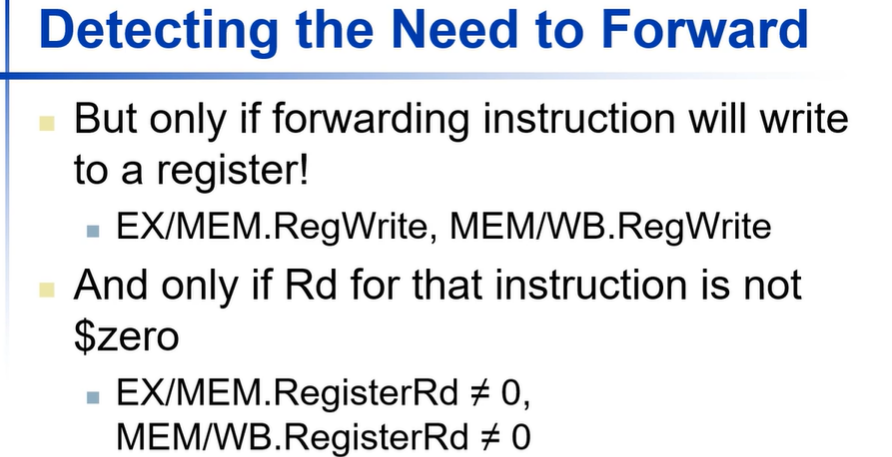 Detecting the Need to Forward
But only if forwarding instruction will write
to a register!
EX/MEM.RegWrite, MEM/WB.RegWrite
And only if Rd for that instruction is not
$zero
EX/MEM.RegisterRd ≠ 0,
MEM/WB.RegisterRd ≠ 0